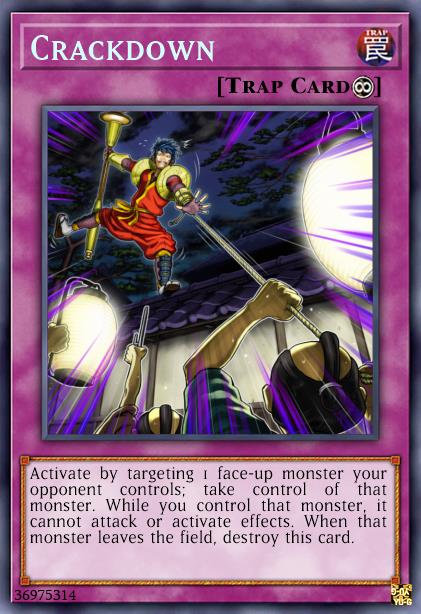 Crackdown
TRAP
罠
[Trap Card♾]
Activate by targeting 1 face-up monster your
opponent controls; take control of that
monster. While you control that monster, it
cannot attack or activate effects. When that
monster leaves the field, destroy this card.
36975314